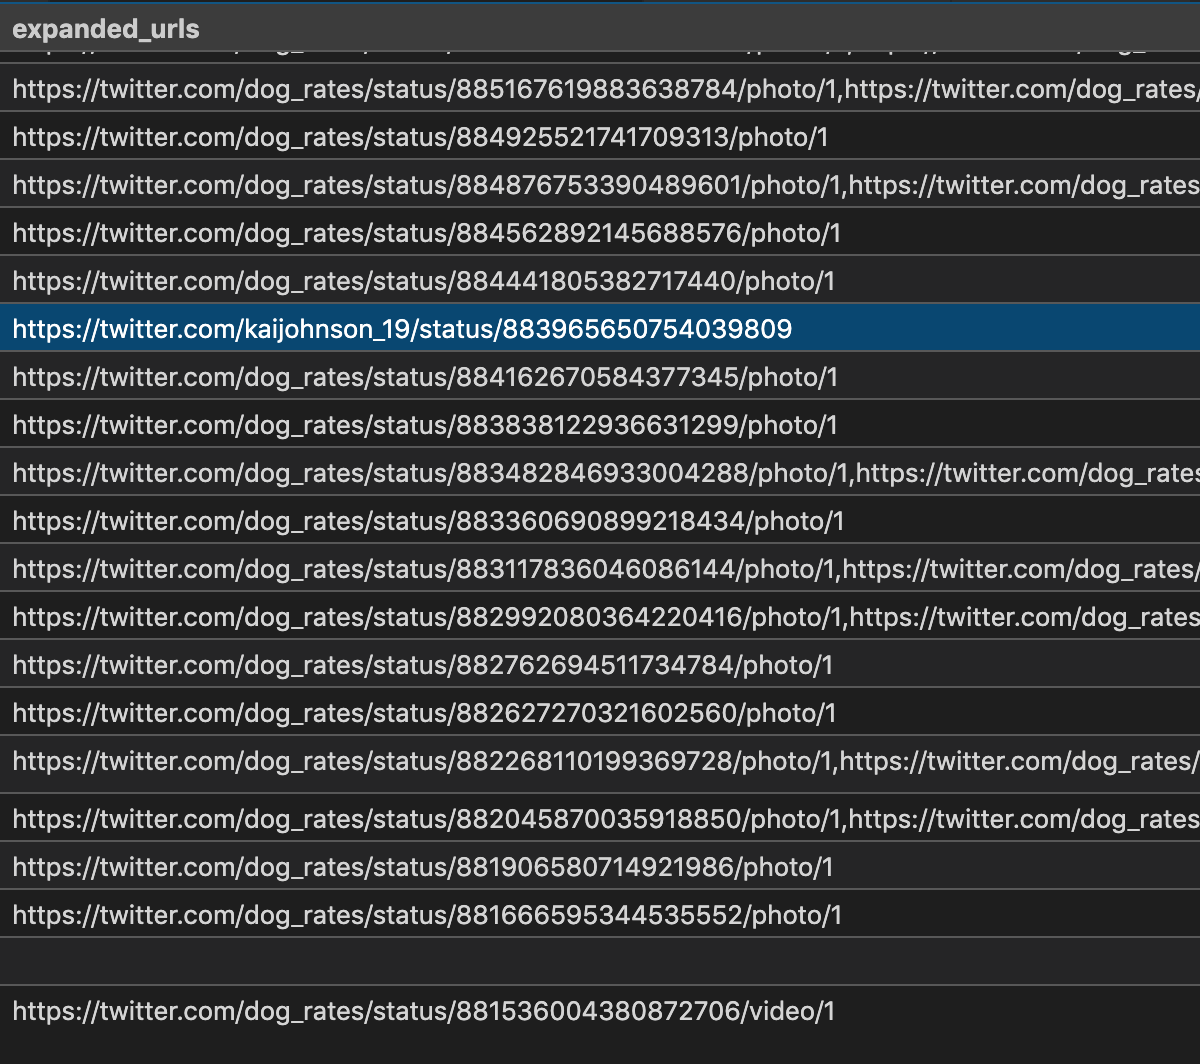 expanded_urls
https://twitter.com/dog_rates/status/885167619883638784/photo/1,https://twitter.com/dog_rates/
https://twitter.com/dog_rates/status/884925521741709313/photo/1
https://twitter.com/dog_rates/status/884876753390489601/photo/1,https://twitter.com/dog_rates
https://twitter.com/dog_rates/status/884562892145688576/photo/1
https://twitter.com/dog_rates/status/884441805382717440/photo/1
https://twitter.com/kaijohnson_19/status/883965650754039809
https://twitter.com/dog_rates/status/884162670584377345/photo/1
https://twitter.com/dog_rates/status/883838122936631299/photo/1
https://twitter.com/dog_rates/status/883482846933004288/photo/1,https://twitter.com/dog_rates
https://twitter.com/dog_rates/status/883360690899218434/photo/1
https://twitter.com/dog_rates/status/883117836046086144/photo/1,https://twitter.com/dog_rates/
https://twitter.com/dog_rates/status/882992080364220416/photo/1,https://twitter.com/dog_rates
https://twitter.com/dog_rates/status/882762694511734784/photo/1
https://twitter.com/dog_rates/status/882627270321602560/photo/1
https://twitter.com/dog_rates/status/882268110199369728/photo/1,https://twitter.com/dog_rates/
https://twitter.com/dog_rates/status/882045870035918850/photo/1,https://twitter.com/dog_rates
https://twitter.com/dog_rates/status/881906580714921986/photo/1
https://twitter.com/dog_rates/status/881666595344535552/photo/1
https://twitter.com/dog_rates/status/881536004380872706/video/1